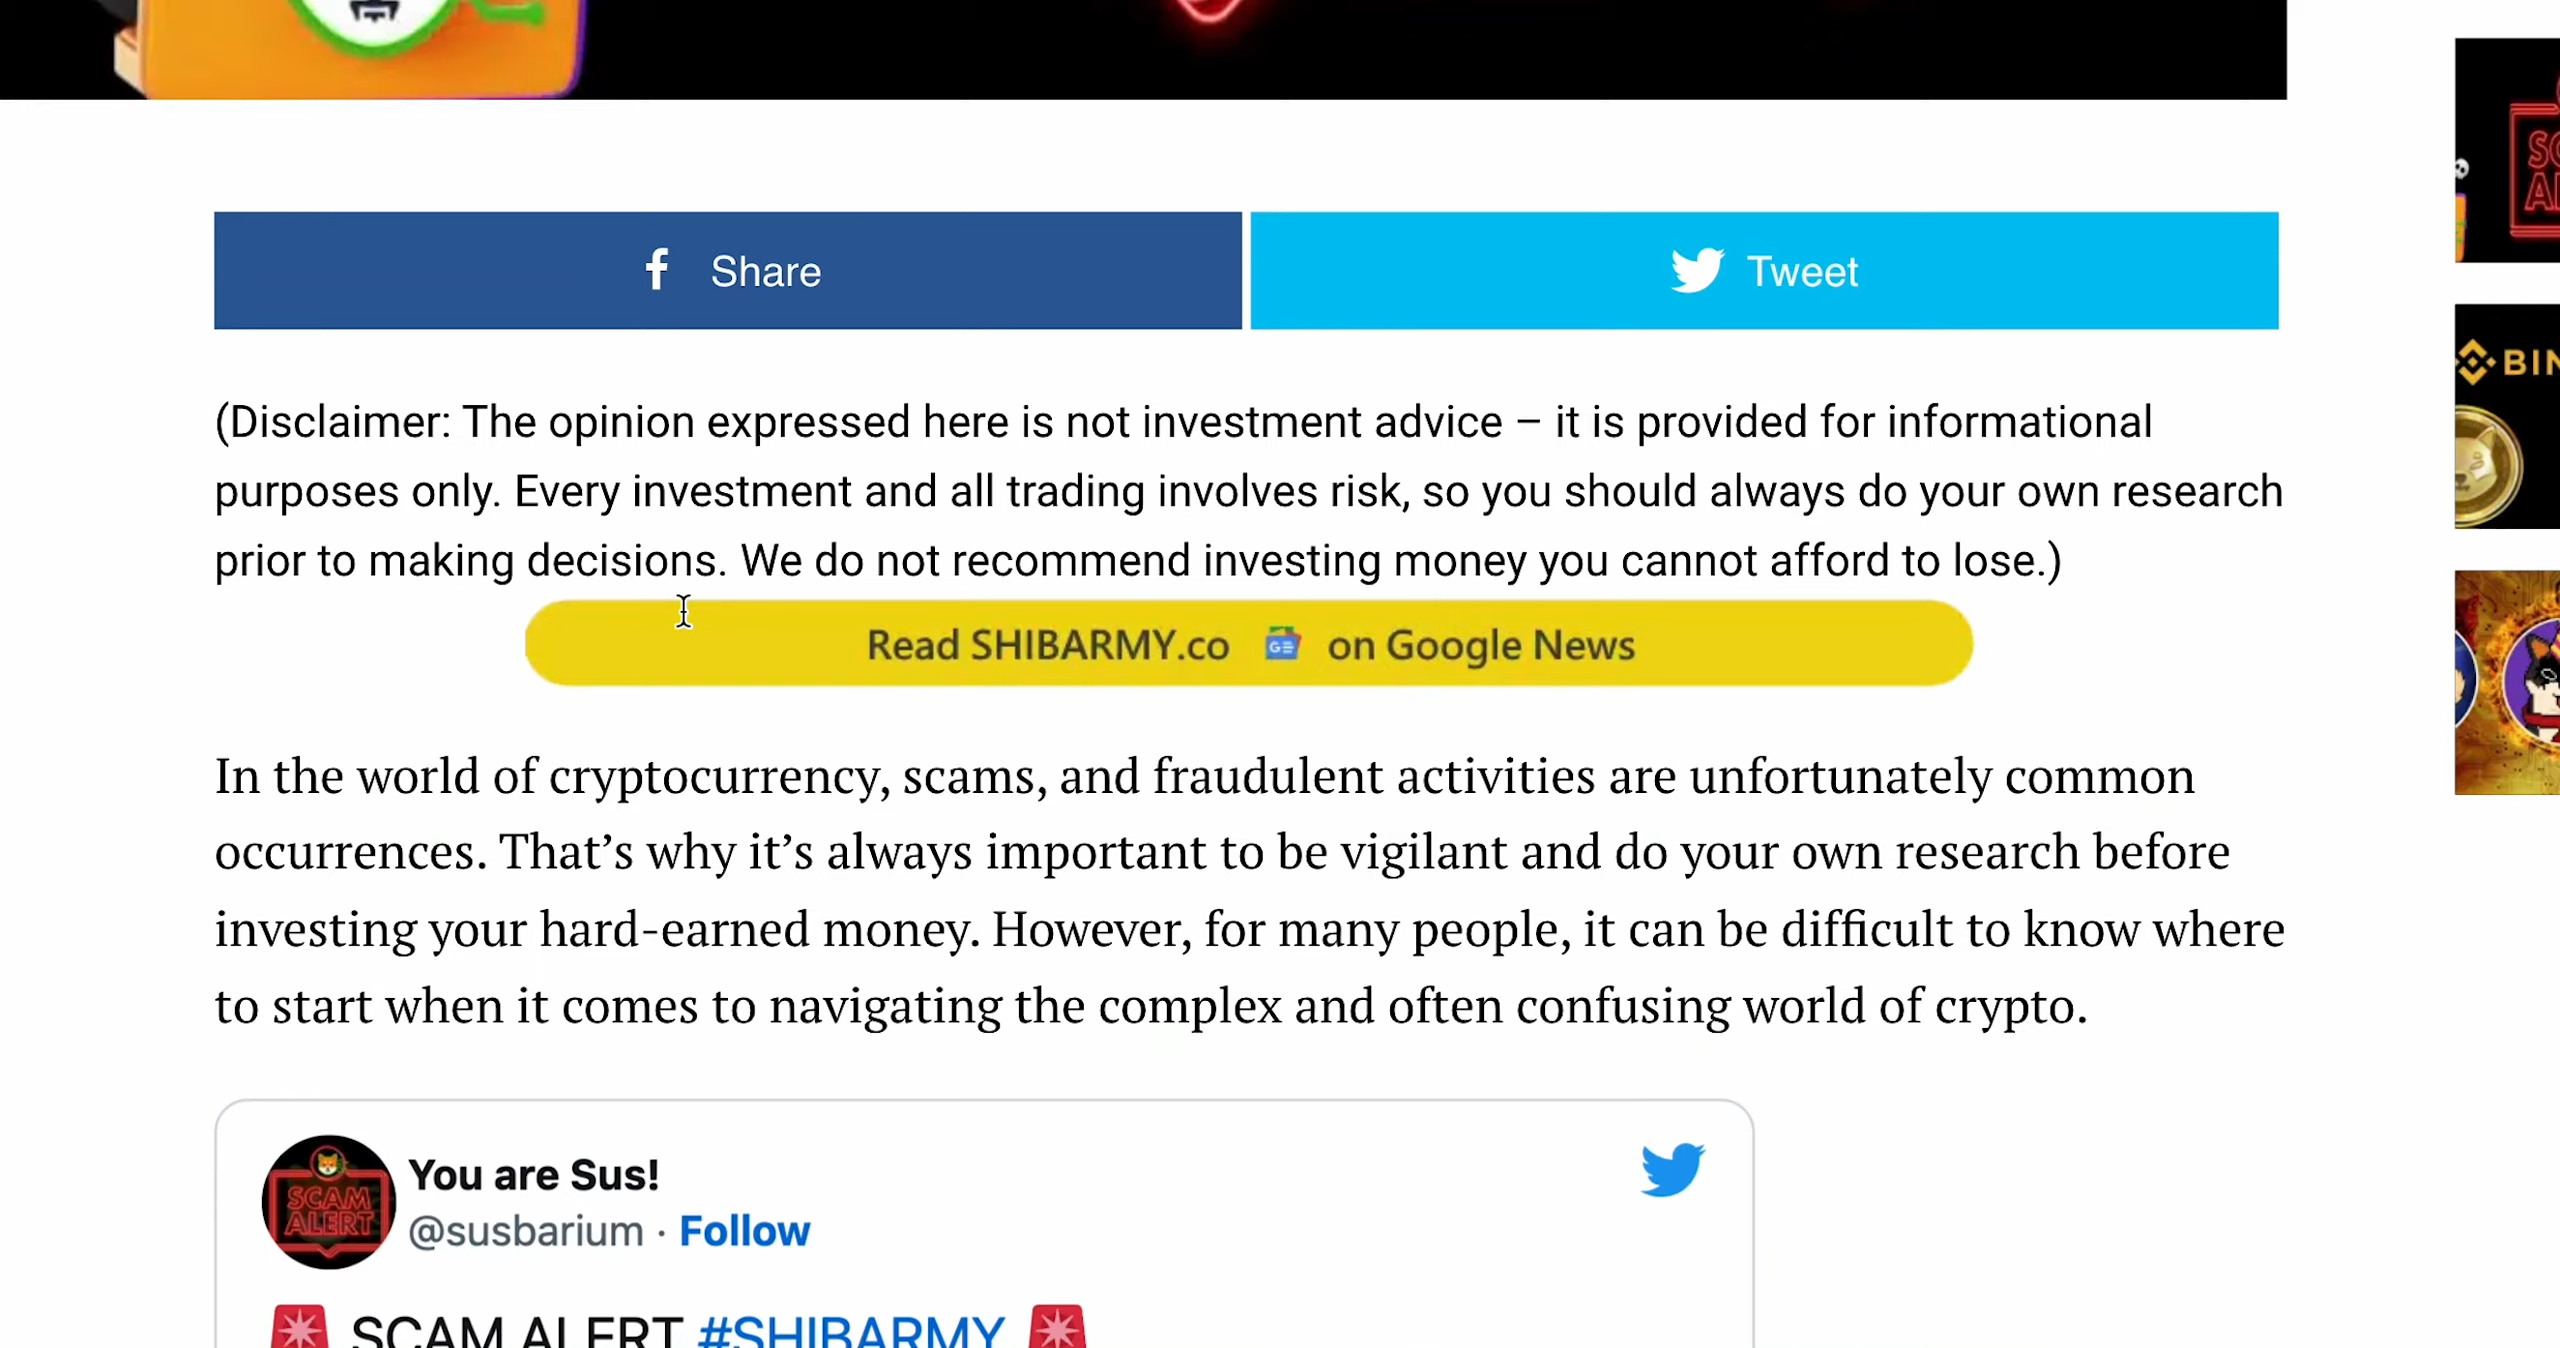 Share
Tweet
(Disclaimer: The opinion expressed here is not investment advice – it is provided for informational
purposes only. Every investment and all trading involves risk, so you should always do your own research
prior to making decisions. We do not recommend investing money you cannot afford to lose.)
Read SHIBARMY.co GE on Google News
In the world of cryptocurrency, scams, and fraudulent activities are unfortunately common
occurrences. That’s why it’s always important to be vigilant and do your own research before
investing your hard-earned money. However, for many people, it can be difficult to know where
to start when it comes to navigating the complex and often confusing world of crypto.
SCAM
ALERT
You are Sus!
@susbarium · Follow
SCAM ALERT #SHIBARMY